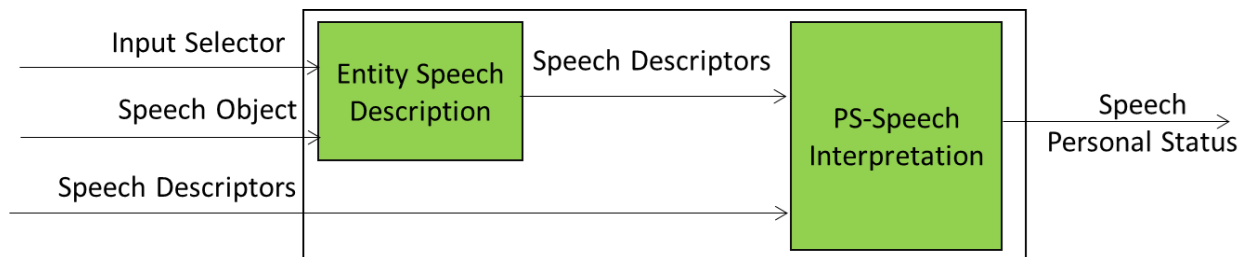 Input Selector
Speech Object
Speech Descriptors
Entity Speech
Description
Speech Descriptors
PS-Speech
Interpretation
Speech
Personal Status